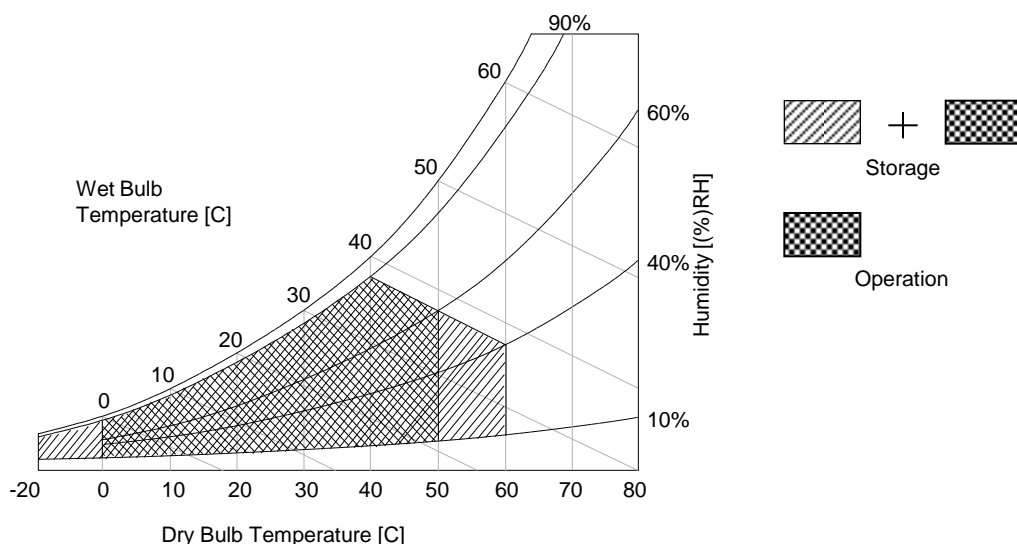 90%
60
60%
50
Wet Bulb
Temperature [C]
40
30
20
10
0
Humidity [(%)RH]
40%
10%
-20 0 10 20 30 40 50 60 70 80
Dry Bulb Temperature [C]
+
Storage
Operation